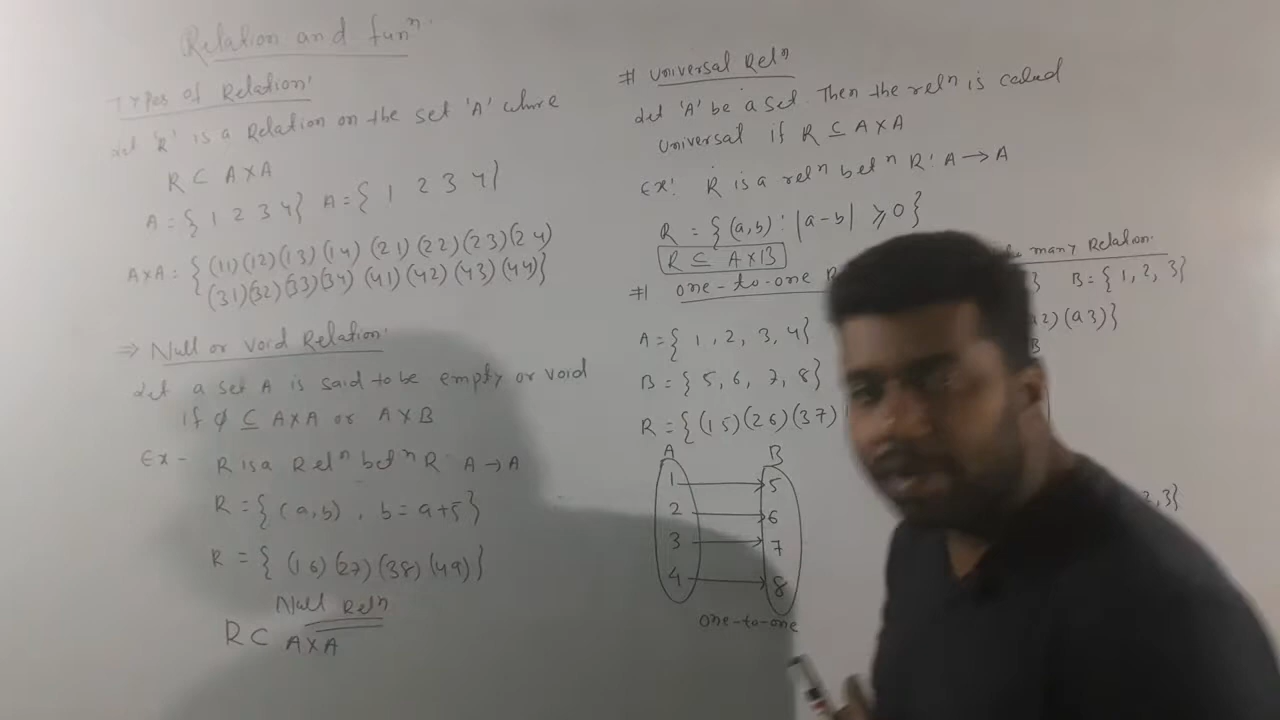 Relation and funⁿ.
Types of Relation:
Let 'R' is a Relation on the set 'A' where
R ⊂ A×A
A = { 1 2 3 4} A = { 1 2 3 4}
A×A = { (11)(12)(13)(14) (21)(22)(23)(24)
(31)(32)(33)(34) (41)(42)(43)(44)}
⇒ Null or void Relation:
Let a set A is said to be empty or void
if φ ⊆ A×A or A×B
Ex - R is a Relⁿ betⁿ R: A→A
R = { (a,b), b = a+5}
R = { (16)(27)(38)(49)}
Null Relⁿ
R ⊂ A×A
# Universal Relⁿ
Let 'A' be a set. Then the relⁿ is called
universal if R ⊆ A×A
Ex: R is a relⁿ betⁿ R: A→A
R = { (a,b) : |a-b| ⩾ 0}
R ⊆ A×B
# one-to-one R
A = { 1, 2, 3, 4}
B = { 5, 6, 7, 8}
R = {(15)(26)(37)
A B
1 5
2 6
3 7
4 8
one-to-one
many Relation.
} B = { 1, 2, 3}
2)(a3)}
B
3}